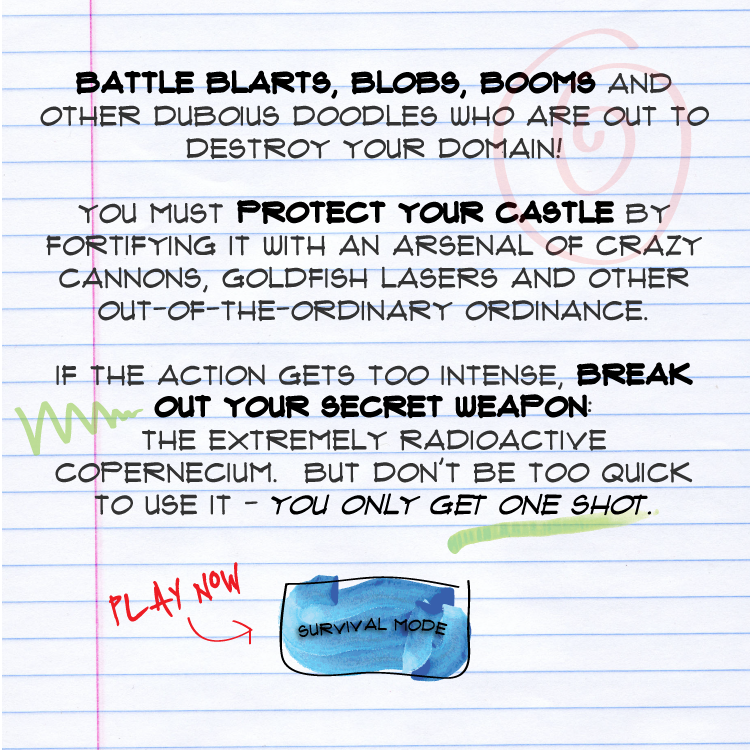 BATTLE BLARTS, BLOBS, BOOMS AND
OTHER DUBOIUS DOODLES WHO ARE OUT TO
DESTROY YOUR DOMAIN!
YOU MUST PROTECT YOUR CASTLE BY
FORTIFYING IT WITH AN ARSENAL OF CRAZY
CANNONS, GOLDFISH LASERS AND OTHER
OUT-OF-THE-ORDINARY ORDINANCE.
IF THE ACTION GETS TOO INTENSE, BREAK
OUT YOUR SECRET WEAPON:
THE EXTREMELY RADIOACTIVE
COPERNECIUM. BUT DON'T BE TOO QUICK
TO USE IT - YOU ONLY GET ONE SHOT.
PLAY NOW
SURVIVAL MODE